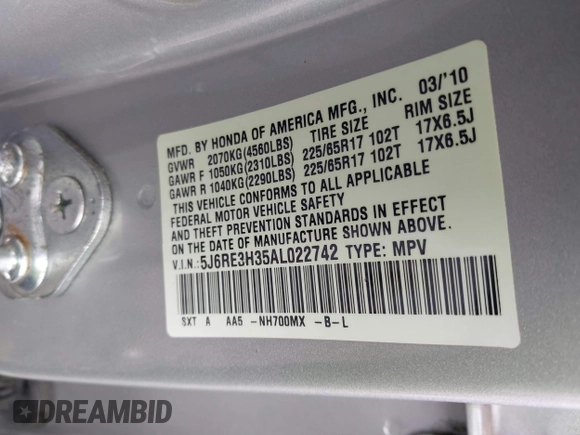 MFD. BY HONDA OF AMERICA MFG., INC. 03/'10
GVWR 2070KG(4560LBS) TIRE SIZE RIM SIZE
GAWR F 1050KG(2310LBS) 225/65R17 102T 17X6.5J
GAWR R 1040KG(2290LBS) 225/65R17 102T 17X6.5J
THIS VEHICLE CONFORMS TO ALL APPLICABLE
FEDERAL MOTOR VEHICLE SAFETY
AND THEFT PREVENTION STANDARDS IN EFFECT
ON THE DATE OF MANUFACTURE SHOWN ABOVE.
V.I.N.:5J6RE3H35AL022742 TYPE: MPV
SXT A AA5 -NH700MX -B-L
DREAMBID